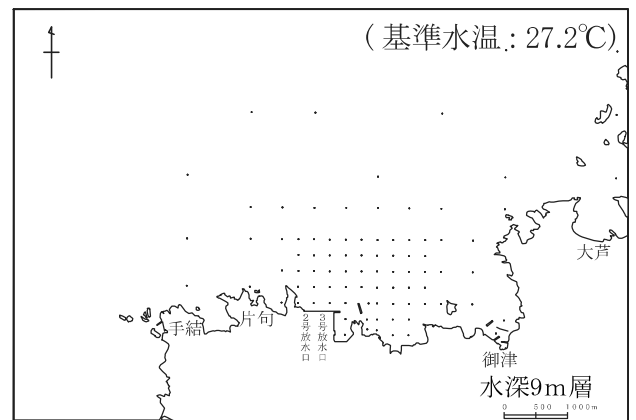 (基準水温:27.2℃)
大芦
手結
片句
2号放水口
3号放水口
御津
水深9m層
0 500 1000m